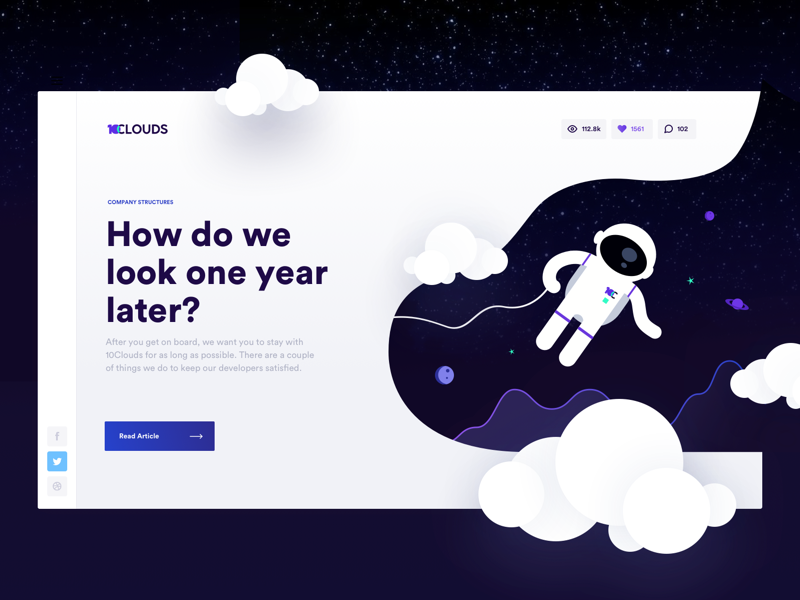 10CLOUDS
112.8k
1561
102
COMPANY STRUCTURES
How do we
look one year
later?
After you get on board, we want you to stay with
10Clouds for as long as possible. There are a couple
of things we do to keep our developers satisfied.
Read Article
10C